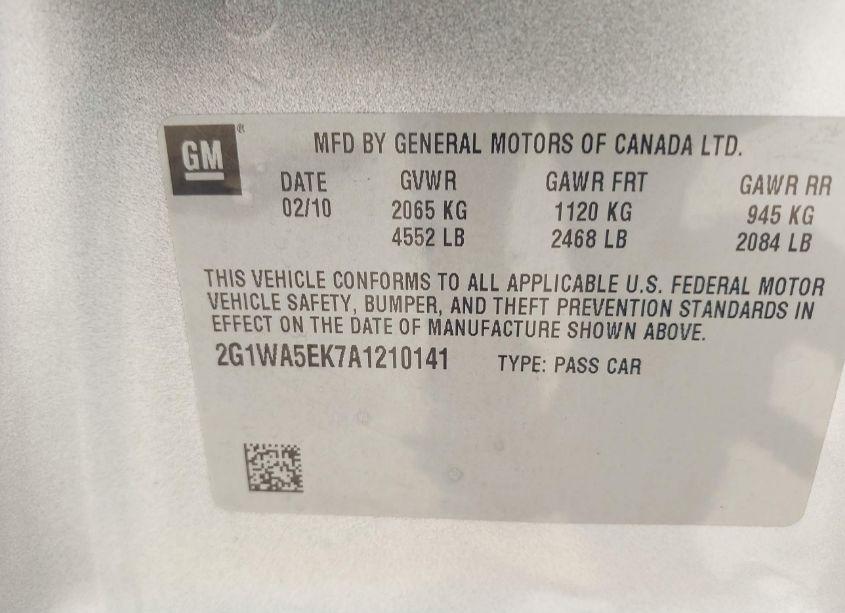 GM®
MFD BY GENERAL MOTORS OF CANADA LTD.
DATE GVWR GAWR FRT GAWR RR
02/10 2065 KG 1120 KG 945 KG
4552 LB 2468 LB 2084 LB
THIS VEHICLE CONFORMS TO ALL APPLICABLE U.S. FEDERAL MOTOR
VEHICLE SAFETY, BUMPER, AND THEFT PREVENTION STANDARDS IN
EFFECT ON THE DATE OF MANUFACTURE SHOWN ABOVE.
2G1WA5EK7A1210141 TYPE: PASS CAR